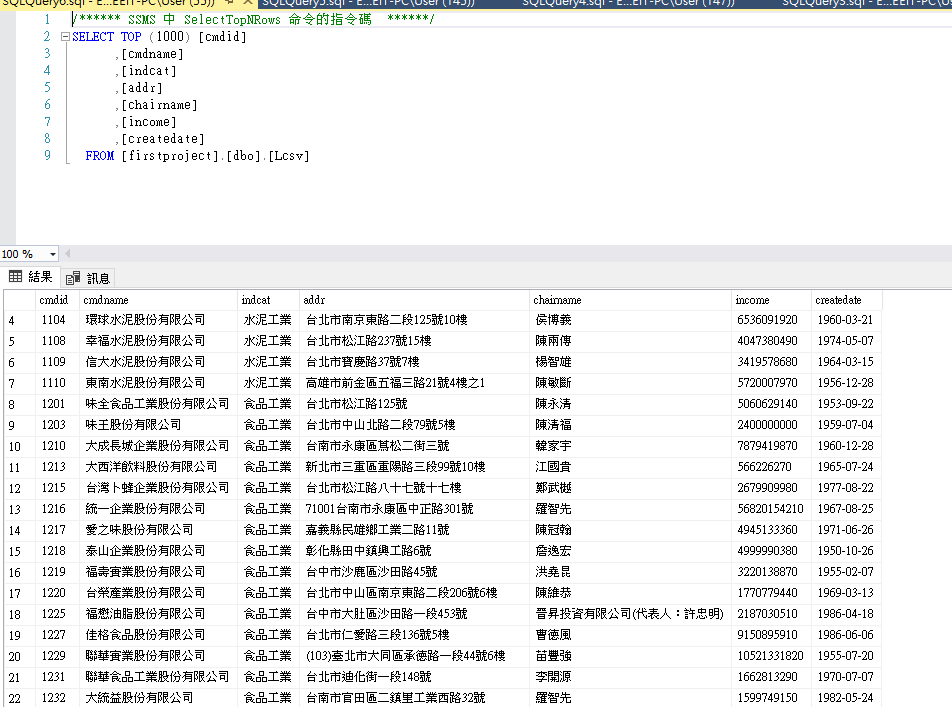 SQLQuery6.sql - E...EEIT-PC\User (55)) SQLQuery5.sql - E...EEIT-PC\User (145)) SQLQuery4.sql - E...EEIT-PC\User (147)) SQLQuery3.sql - E...EEIT-PC\Us
1 /****** SSMS 中 SelectTopNRows 命令的指令碼 ******/
2 SELECT TOP (1000) [cmdid]
3 ,[cmdname]
4 ,[indcat]
5 ,[addr]
6 ,[chairname]
7 ,[income]
8 ,[createdate]
9 FROM [firstproject].[dbo].[Lcsv]
100 %
結果 訊息
cmdid cmdname indcat addr chairname income createdate
4 1104 環球水泥股份有限公司 水泥工業 台北市南京東路二段125號10樓 侯博義 6536091920 1960-03-21
5 1108 幸福水泥股份有限公司 水泥工業 台北市松江路237號15樓 陳兩傳 4047380490 1974-05-07
6 1109 信大水泥股份有限公司 水泥工業 台北市寶慶路37號7樓 楊智雄 3419578680 1964-03-15
7 1110 東南水泥股份有限公司 水泥工業 高雄市前金區五福三路21號4樓之1 陳敏斷 5720007970 1956-12-28
8 1201 味全食品工業股份有限公司 食品工業 台北市松江路125號 陳永清 5060629140 1953-09-22
9 1203 味王股份有限公司 食品工業 台北市中山北路二段79號5樓 陳清福 2400000000 1959-07-04
10 1210 大成長城企業股份有限公司 食品工業 台南市永康區蔦松二街三號 韓家宇 7879419870 1960-12-28
11 1213 大西洋飲料股份有限公司 食品工業 新北市三重區重陽路三段99號10樓 江國貴 566226270 1965-07-24
12 1215 台灣卜蜂企業股份有限公司 食品工業 台北市松江路八十七號十七樓 鄭武樾 2679909980 1977-08-22
13 1216 統一企業股份有限公司 食品工業 71001台南市永康區中正路301號 羅智先 56820154210 1967-08-25
14 1217 愛之味股份有限公司 食品工業 嘉義縣民雄鄉工業二路11號 陳冠翰 4945133360 1971-06-26
15 1218 泰山企業股份有限公司 食品工業 彰化縣田中鎮興工路6號 詹逸宏 4999990380 1950-10-26
16 1219 福壽實業股份有限公司 食品工業 台中市沙鹿區沙田路45號 洪堯昆 3220138870 1955-02-07
17 1220 台榮產業股份有限公司 食品工業 台北市中山區南京東路二段206號6樓 陳維恭 1770779440 1969-03-13
18 1225 福懋油脂股份有限公司 食品工業 台中市大肚區沙田路一段453號 晉昇投資有限公司(代表人：許忠明) 2187030510 1986-04-18
19 1227 佳格食品股份有限公司 食品工業 台北市仁愛路三段136號5樓 曹德風 9150895910 1986-06-06
20 1229 聯華實業股份有限公司 食品工業 (103)臺北市大同區承德路一段44號6樓 苗豐強 10521331820 1955-07-20
21 1231 聯華食品工業股份有限公司 食品工業 台北市迪化街一段148號 李開源 1662813290 1970-07-07
22 1232 大統益股份有限公司 食品工業 台南市官田區二鎮里工業西路32號 羅智先 1599749150 1982-05-24